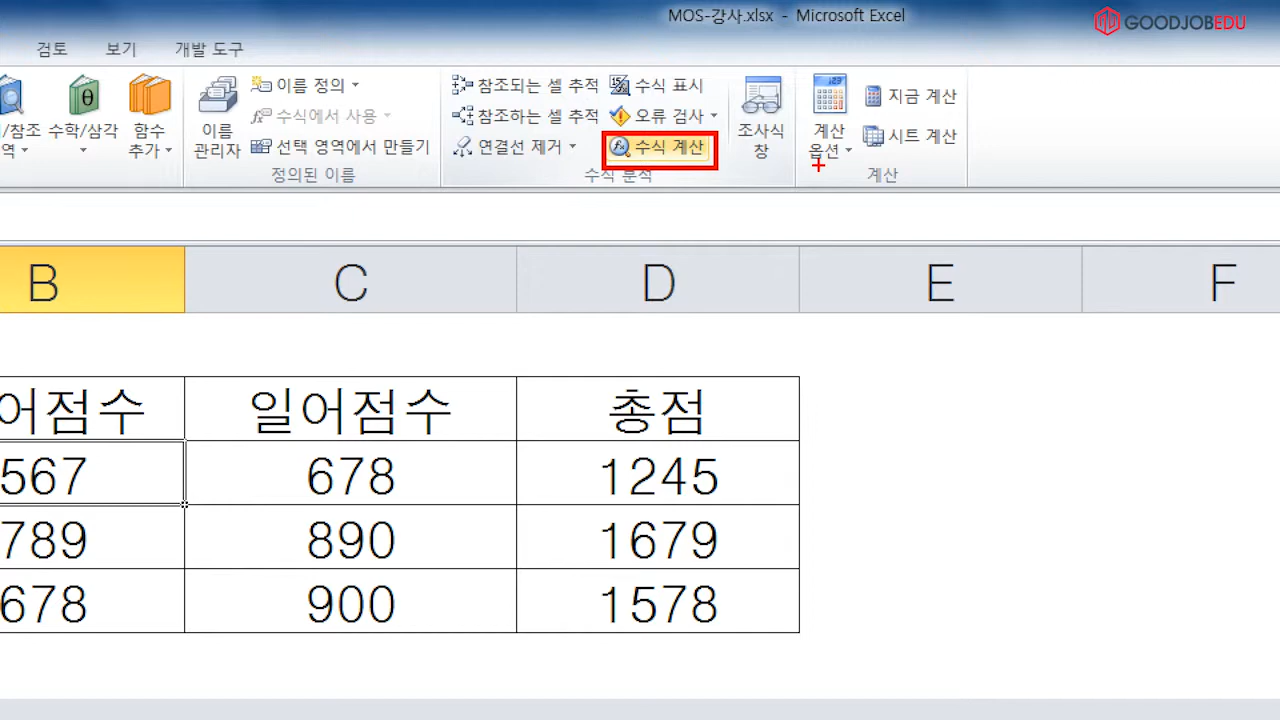 MOS-강사.xlsx - Microsoft Excel
GOODJOBEDU
검토 보기 개발 도구
/참조 수학/삼각 함수
역 추가
이름
관리자
이름 정의
수식에서 사용
선택 영역에서 만들기
정의된 이름
참조되는 셀 추적
참조하는 셀 추적
연결선 제거
수식 표시
오류 검사
수식 계산
수식 분석
조사식
창
계산
옵션
지금 계산
시트 계산
계산
B C D E F
어점수 일어점수 총점
567 678 1245
789 890 1679
678 900 1578